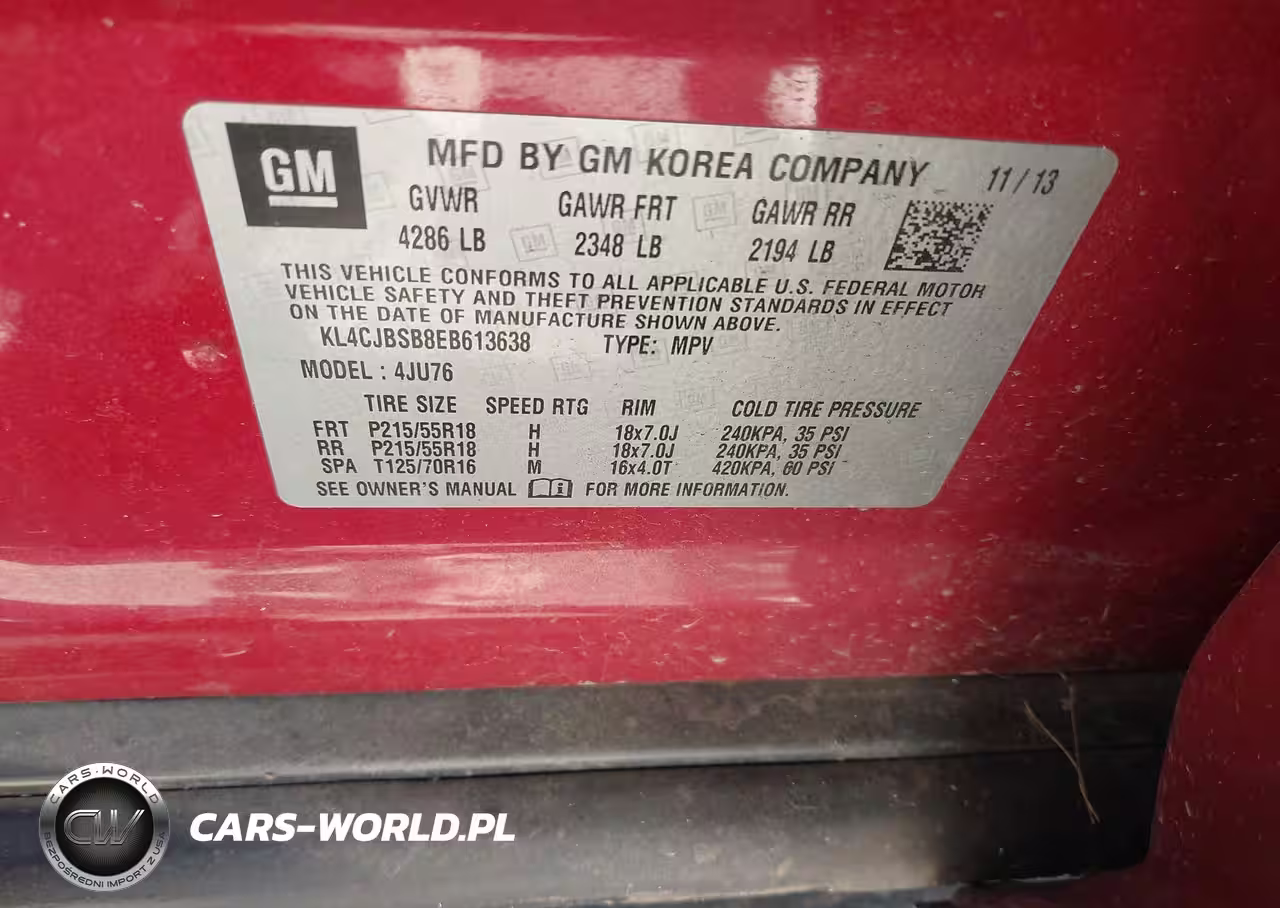 GM
MFD BY GM KOREA COMPANY 11/13
GVWR GAWR FRT GAWR RR
4286 LB 2348 LB 2194 LB
THIS VEHICLE CONFORMS TO ALL APPLICABLE U.S. FEDERAL MOTOR
VEHICLE SAFETY AND THEFT PREVENTION STANDARDS IN EFFECT
ON THE DATE OF MANUFACTURE SHOWN ABOVE.
KL4CJBSB8EB613638 TYPE: MPV
MODEL : 4JU76
TIRE SIZE SPEED RTG RIM COLD TIRE PRESSURE
FRT P215/55R18 H 18x7.0J 240KPA, 35 PSI
RR P215/55R18 H 18x7.0J 240KPA, 35 PSI
SPA T125/70R16 M 16x4.0T 420KPA, 60 PSI
SEE OWNER'S MANUAL i FOR MORE INFORMATION.
CARS-WORLD
CW
BEZPOŚREDNI IMPORT Z USA
CARS-WORLD.PL